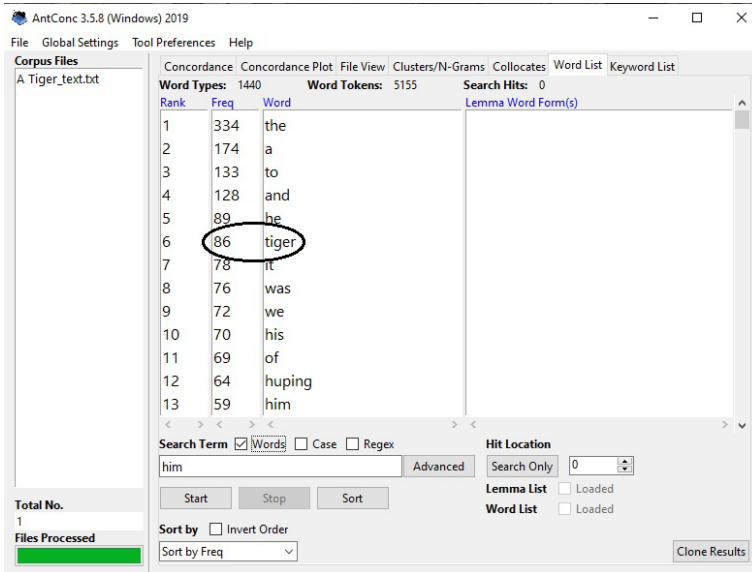 AntConc 3.5.8 (Windows) 2019
File Global Settings Tool Preferences Help
Corpus Files
A Tiger_text.txt
Concordance Concordance Plot File View Clusters/N-Grams Collocates Word List Keyword List
Word Types: 1440 Word Tokens: 5155 Search Hits: 0
Rank Freq Word Lemma Word Form(s)
1 334 the
2 174 a
3 133 to
4 128 and
5 89 he
6 86 tiger
7 78 it
8 76 was
9 72 we
10 70 his
11 69 of
12 64 huping
13 59 him
Search Term Words Case Regex Hit Location
him Advanced Search Only 0
Lemma List Loaded
Start Stop Sort
Word List Loaded
Total No.
1
Files Processed
Sort by Invert Order
Sort by Freq Clone Results